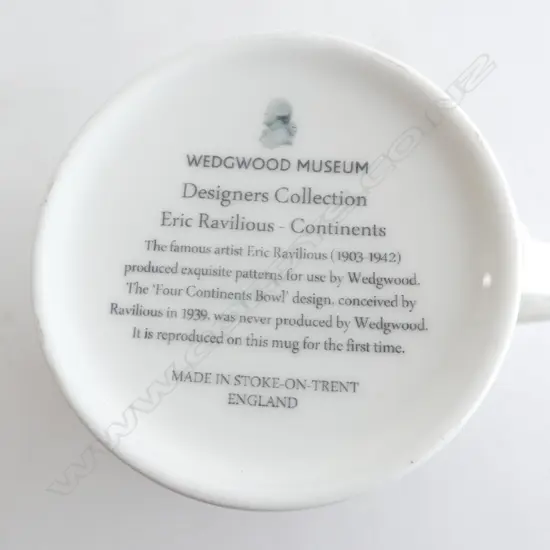 WEDGWOOD MUSEUM
Designers Collection
Eric Ravilious - Continents
The famous artist Eric Ravilious (1903-1942)
produced exquisite patterns for use by Wedgwood.
The 'Four Continents Bowl' design, conceived by
Ravilious in 1939, was never produced by Wedgwood.
It is reproduced on this mug for the first time.
MADE IN STOKE-ON-TRENT
ENGLAND